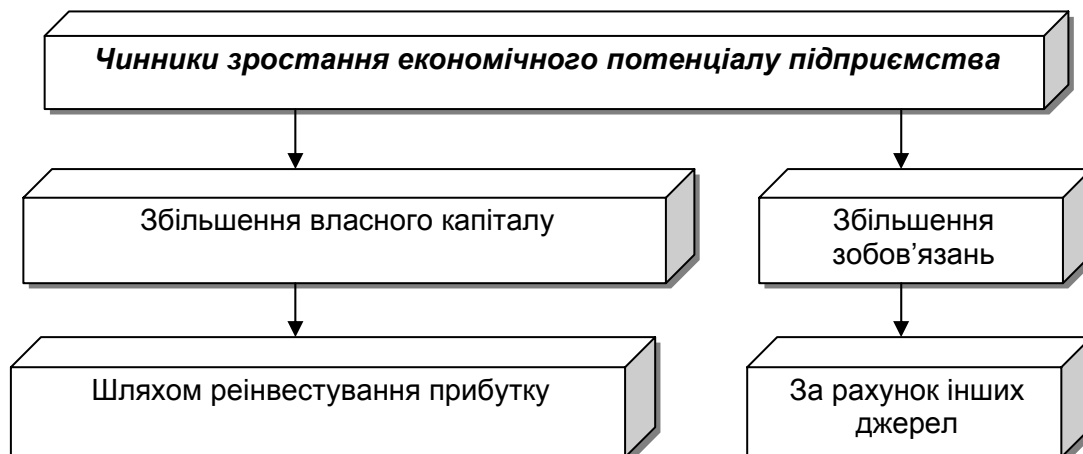 Чинники зростання економічного потенціалу підприємства
Збільшення власного капіталу
Збільшення
зобов’язань
Шляхом реінвестування прибутку
За рахунок інших
джерел